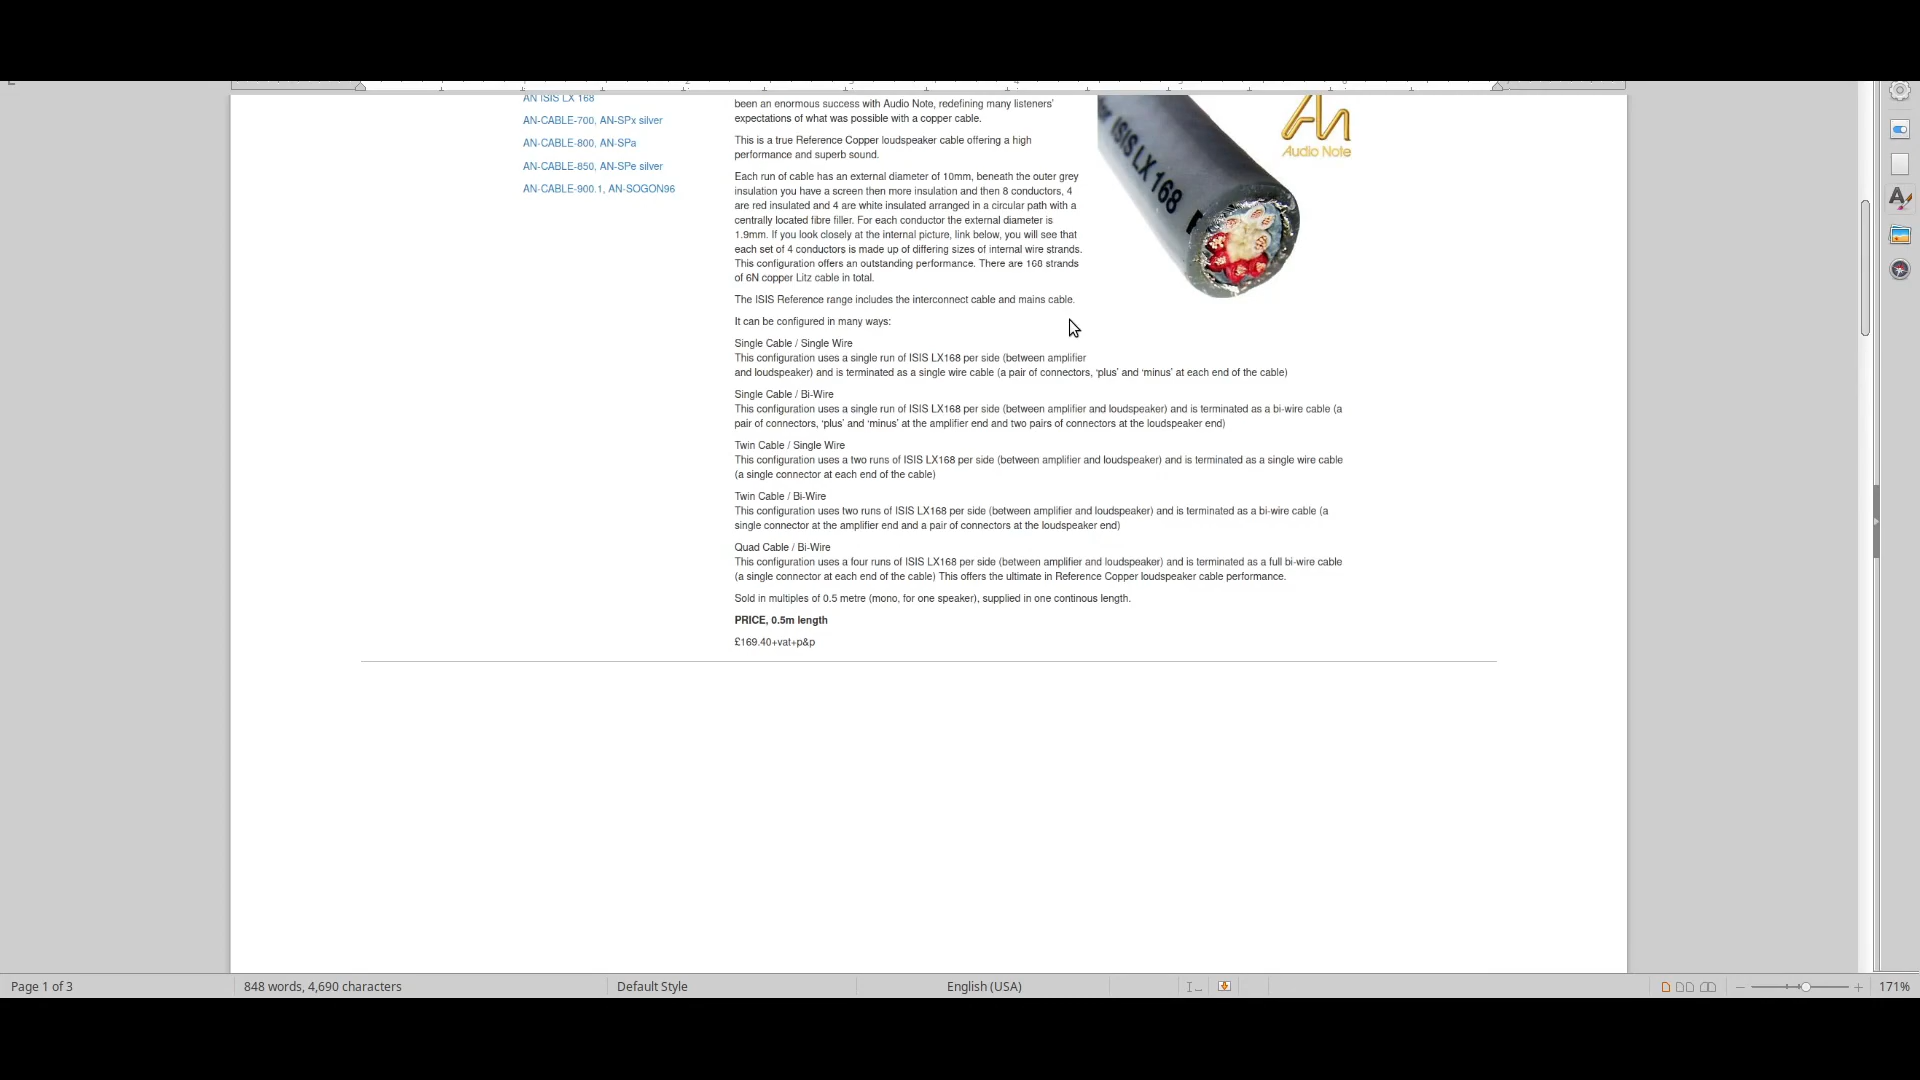 AN ISIS LX 168
AN-CABLE-700, AN-SPx silver
AN-CABLE-800, AN-SPa
AN-CABLE-850, AN-SPe silver
AN-CABLE-900.1, AN-SOGON96
been an enormous success with Audio Note, redefining many listeners’
expectations of what was possible with a copper cable.
This is a true Reference Copper loudspeaker cable offering a high
performance and superb sound.
Each run of cable has an external diameter of 10mm, beneath the outer grey
insulation you have a screen then more insulation and then 8 conductors, 4
are red insulated and 4 are white insulated arranged in a circular path with a
centrally located fibre filler. For each conductor the external diameter is
1.9mm. If you look closely at the internal picture, link below, you will see that
each set of 4 conductors is made up of differing sizes of internal wire strands.
This configuration offers an outstanding performance. There are 168 strands
of 6N copper Litz cable in total.
The ISIS Reference range includes the interconnect cable and mains cable.
It can be configured in many ways:
ISIS LX 168
AN
Audio Note
Single Cable / Single Wire
This configuration uses a single run of ISIS LX168 per side (between amplifier
and loudspeaker) and is terminated as a single wire cable (a pair of connectors, ‘plus’ and ‘minus’ at each end of the cable)
Single Cable / Bi-Wire
This configuration uses a single run of ISIS LX168 per side (between amplifier and loudspeaker) and is terminated as a bi-wire cable (a
pair of connectors, ‘plus’ and ‘minus’ at the amplifier end and two pairs of connectors at the loudspeaker end)
Twin Cable / Single Wire
This configuration uses a two runs of ISIS LX168 per side (between amplifier and loudspeaker) and is terminated as a single wire cable
(a single connector at each end of the cable)
Twin Cable / Bi-Wire
This configuration uses two runs of ISIS LX168 per side (between amplifier and loudspeaker) and is terminated as a bi-wire cable (a
single connector at the amplifier end and a pair of connectors at the loudspeaker end)
Quad Cable / Bi-Wire
This configuration uses a four runs of ISIS LX168 per side (between amplifier and loudspeaker) and is terminated as a full bi-wire cable
(a single connector at each end of the cable) This offers the ultimate in Reference Copper loudspeaker cable performance.
Sold in multiples of 0.5 metre (mono, for one speaker), supplied in one continous length.
PRICE, 0.5m length
£169.40+vat+p&p
Page 1 of 3
848 words, 4,690 characters
Default Style
English (USA)
171%